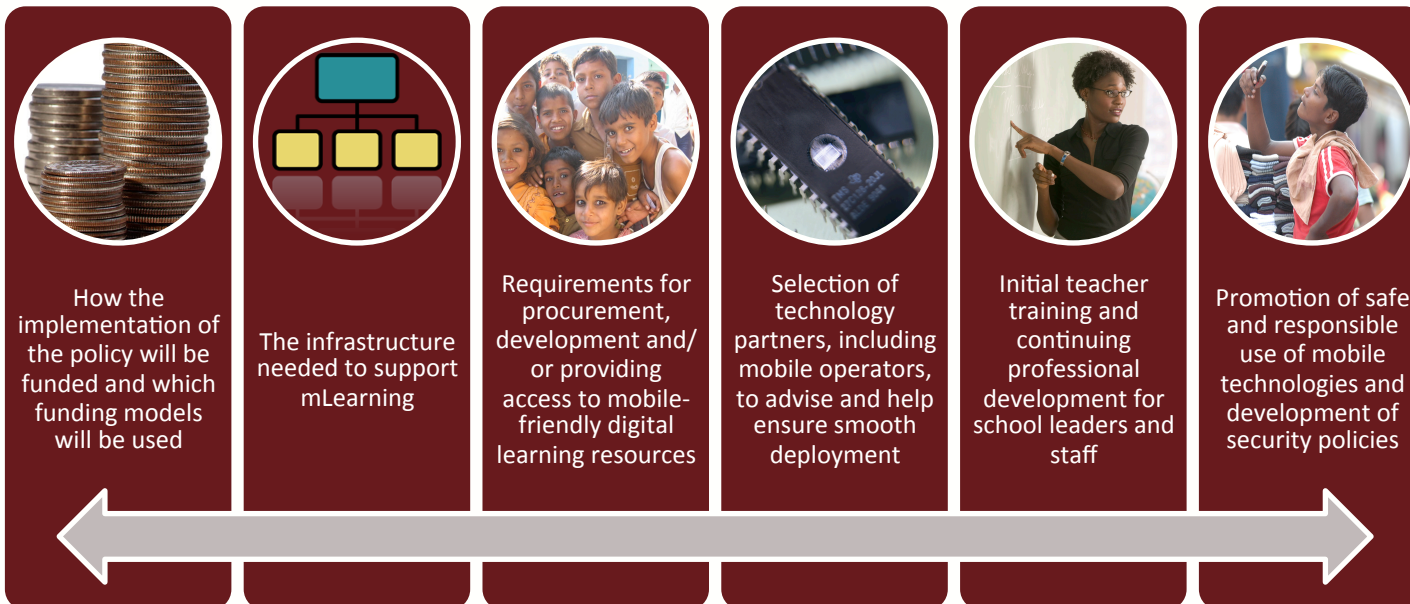 How the
implementation of
the policy will be
funded and which
funding models
will be used
The infrastructure
needed to support
mLearning
Requirements for
procurement,
development and/
or providing
access to mobile-
friendly digital
learning resources
Selection of
technology
partners, including
mobile operators,
to advise and help
ensure smooth
deployment
Initial teacher
training and
continuing
professional
development for
school leaders and
staff
Promotion of safe
and responsible
use of mobile
technologies and
development of
security policies